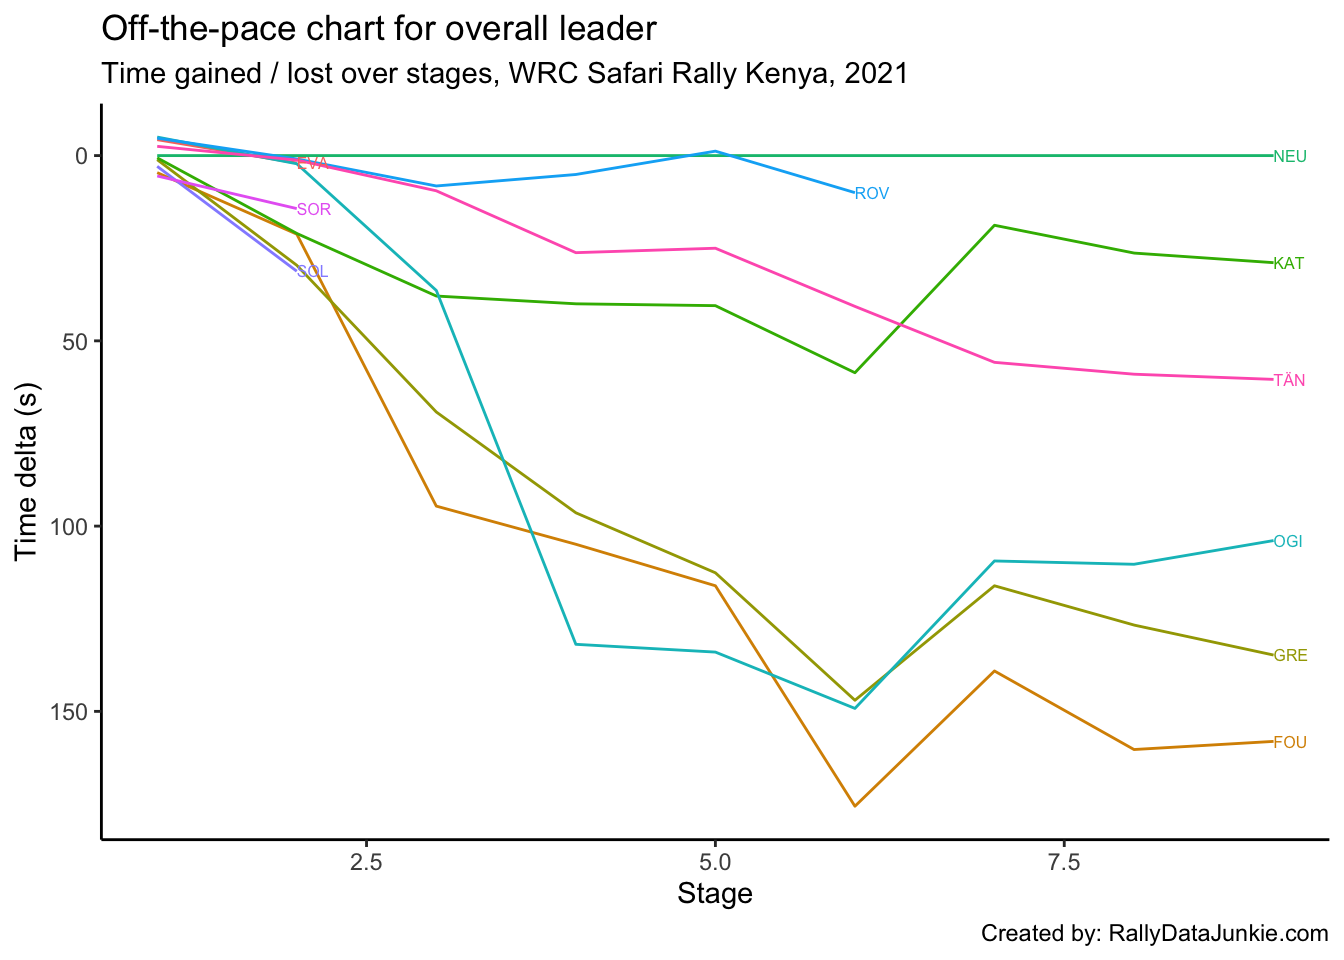 Off-the-pace chart for overall leader
Time gained / lost over stages, WRC Safari Rally Kenya, 2021
0
50
100
150
Time delta (s)
EVA
SOR
SOL
ROV
NEU
KAT
TÄN
OGI
GRE
FOU
2.5
5.0
7.5
Stage
Created by: RallyDataJunkie.com